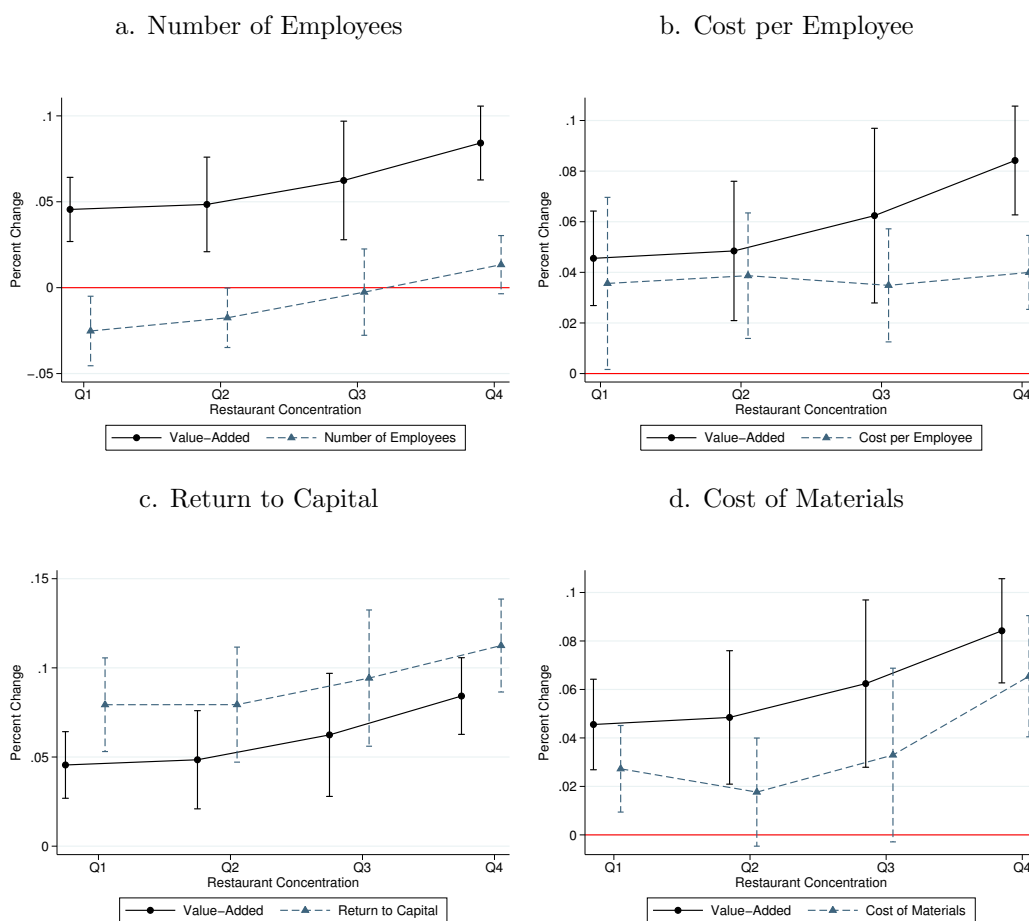 a. Number of Employees
.1
.05
0
−.05
Percent Change
Q1 Q2 Q3 Q4
Restaurant Concentration
Value−Added Number of Employees
b. Cost per Employee
.1
.08
.06
.04
.02
0
Percent Change
Q1 Q2 Q3 Q4
Restaurant Concentration
Value−Added Cost per Employee
c. Return to Capital
.15
.1
.05
0
Percent Change
Q1 Q2 Q3 Q4
Restaurant Concentration
Value−Added Return to Capital
d. Cost of Materials
.1
.08
.06
.04
.02
0
Percent Change
Q1 Q2 Q3 Q4
Restaurant Concentration
Value−Added Cost of Materials